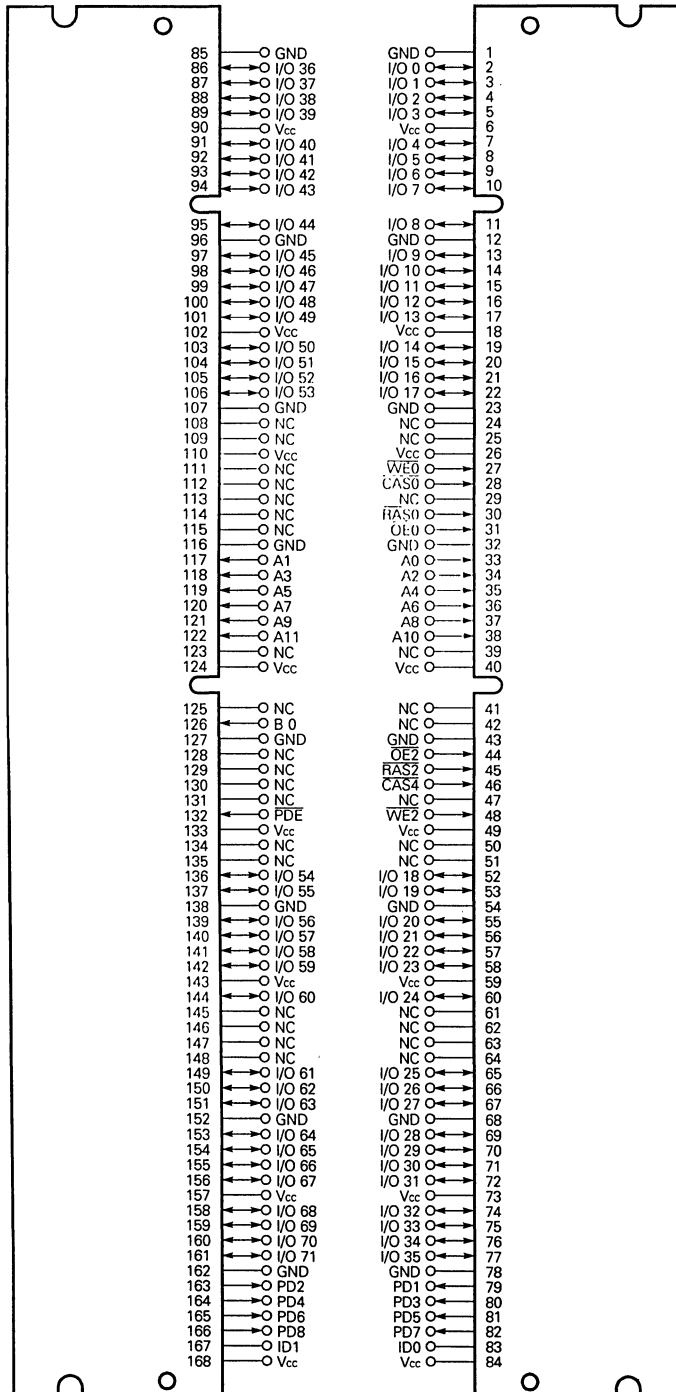 85 GND GND 1
86 I/O 36 I/O 0 2
87 I/O 37 I/O 1 3
88 I/O 38 I/O 2 4
89 I/O 39 I/O 3 5
90 Vcc Vcc 6
91 I/O 40 I/O 4 7
92 I/O 41 I/O 5 8
93 I/O 42 I/O 6 9
94 I/O 43 I/O 7 10
95 I/O 44 I/O 8 11
96 GND GND 12
97 I/O 45 I/O 9 13
98 I/O 46 I/O 10 14
99 I/O 47 I/O 11 15
100 I/O 48 I/O 12 16
101 I/O 49 I/O 13 17
102 Vcc Vcc 18
103 I/O 50 I/O 14 19
104 I/O 51 I/O 15 20
105 I/O 52 I/O 16 21
106 I/O 53 I/O 17 22
107 GND GND 23
108 NC NC 24
109 NC NC 25
110 Vcc Vcc 26
111 NC W̅E̅0̅ 27
112 NC C̅A̅S̅0̅ 28
113 NC NC 29
114 NC R̅A̅S̅0̅ 30
115 NC O̅E̅0̅ 31
116 GND GND 32
117 A1 A0 33
118 A3 A2 34
119 A5 A4 35
120 A7 A6 36
121 A9 A8 37
122 A11 A10 38
123 NC NC 39
124 Vcc Vcc 40
125 NC NC 41
126 B 0 NC 42
127 GND GND 43
128 NC O̅E̅2̅ 44
129 NC R̅A̅S̅2̅ 45
130 NC C̅A̅S̅4̅ 46
131 NC NC 47
132 P̅D̅E̅ W̅E̅2̅ 48
133 Vcc Vcc 49
134 NC NC 50
135 NC NC 51
136 I/O 54 I/O 18 52
137 I/O 55 I/O 19 53
138 GND GND 54
139 I/O 56 I/O 20 55
140 I/O 57 I/O 21 56
141 I/O 58 I/O 22 57
142 I/O 59 I/O 23 58
143 Vcc Vcc 59
144 I/O 60 I/O 24 60
145 NC NC 61
146 NC NC 62
147 NC NC 63
148 NC NC 64
149 I/O 61 I/O 25 65
150 I/O 62 I/O 26 66
151 I/O 63 I/O 27 67
152 GND GND 68
153 I/O 64 I/O 28 69
154 I/O 65 I/O 29 70
155 I/O 66 I/O 30 71
156 I/O 67 I/O 31 72
157 Vcc Vcc 73
158 I/O 68 I/O 32 74
159 I/O 69 I/O 33 75
160 I/O 70 I/O 34 76
161 I/O 71 I/O 35 77
162 GND GND 78
163 PD2 PD1 79
164 PD4 PD3 80
165 PD6 PD5 81
166 PD8 PD7 82
167 ID1 ID0 83
168 Vcc Vcc 84